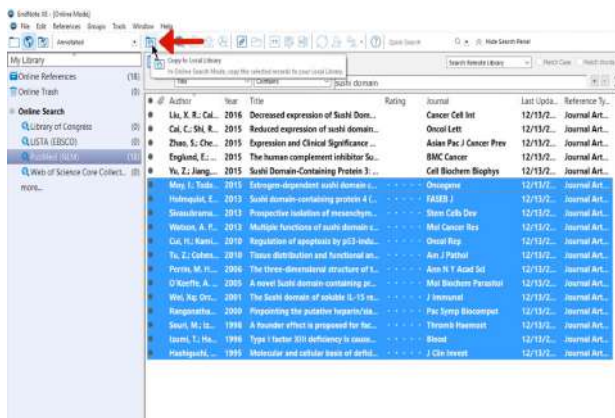 EndNote X8 - [Online Mode]
File Edit References Groups Tools Window Help
Annotated Quick Search Hide Search Panel
Copy to Local Library
In Online Search Mode, copy the selected records to your Local Library.
My Library
Search Remote Library Match Case Match Words
Online References (18)
Online Trash (0)
Title Contains sushi domain
Online Search
Library of Congress (0)
LISTA (EBSCO) (0)
PubMed (NLM) (18)
Web of Science Core Collect... (0)
more...
Author Year Title Rating Journal Last Upda... Reference Ty...
Liu, X. R.; Cai... 2016 Decreased expression of Sushi Dom... Cancer Cell Int 12/13/2... Journal Art...
Cai, C.; Shi, R... 2015 Reduced expression of sushi domain... Oncol Lett 12/13/2... Journal Art...
Zhao, S.; Che... 2015 Expression and Clinical Significance ... Asian Pac J Cancer Prev 12/13/2... Journal Art...
Englund, E.; ... 2015 The human complement inhibitor Su... BMC Cancer 12/13/2... Journal Art...
Yu, Z.; Jiang,... 2015 Sushi Domain-Containing Protein 3: ... Cell Biochem Biophys 12/13/2... Journal Art...
2015 Estrogen-dependent sushi domain c... Oncogene 12/13/2... Journal Art...
Holmquist, E... 2013 Sushi domain-containing protein 4 (... FASEB J 12/13/2... Journal Art...
Sivasubrama... 2013 Prospective isolation of mesenchym... Stem Cells Dev 12/13/2... Journal Art...
Watson, A. P... 2013 Multiple functions of sushi domain c... Mol Cancer Res 12/13/2... Journal Art...
Cui, H.; Kami... 2010 Regulation of apoptosis by p53-indu... Oncol Rep 12/13/2... Journal Art...
Tu, Z.; Cohen... 2010 Tissue distribution and functional an... Am J Pathol 12/13/2... Journal Art...
Perrin, M. H.... 2006 The three-dimensional structure of t... Ann N Y Acad Sci 12/13/2... Journal Art...
O'Keeffe, A. ... 2005 A novel Sushi domain-containing pr... Mol Biochem Parasitol 12/13/2... Journal Art...
Wei, Xq; Orr... 2001 The Sushi domain of soluble IL-15 re... J Immunol 12/13/2... Journal Art...
Ranganatha... 2000 Pinpointing the putative heparin/sia... Pac Symp Biocomput 12/13/2... Journal Art...
Souri, M.; Iz... 1998 A founder effect is proposed for fac... Thromb Haemost 12/13/2... Journal Art...
Izumi, T.; Ha... 1996 Type I factor XIII deficiency is cause... Blood 12/13/2... Journal Art...
Hashiguchi, ... 1995 Molecular and cellular basis of defici... J Clin Invest 12/13/2... Journal Art...